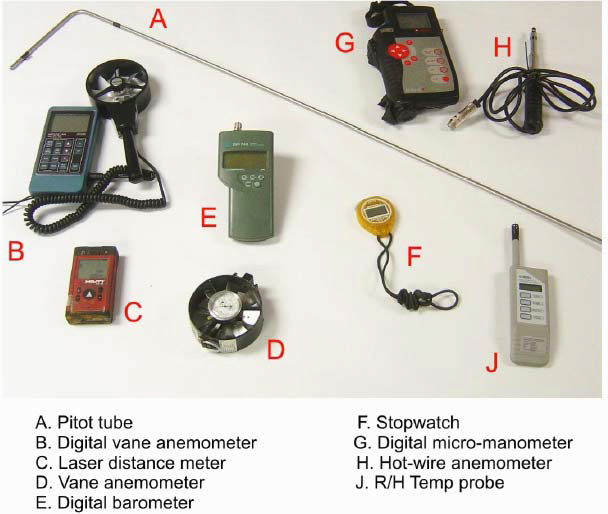 A
G
H
B
E
F
HILTI
C
D
J
A. Pitot tube
B. Digital vane anemometer
C. Laser distance meter
D. Vane anemometer
E. Digital barometer
F. Stopwatch
G. Digital micro-manometer
H. Hot-wire anemometer
J. R/H Temp probe